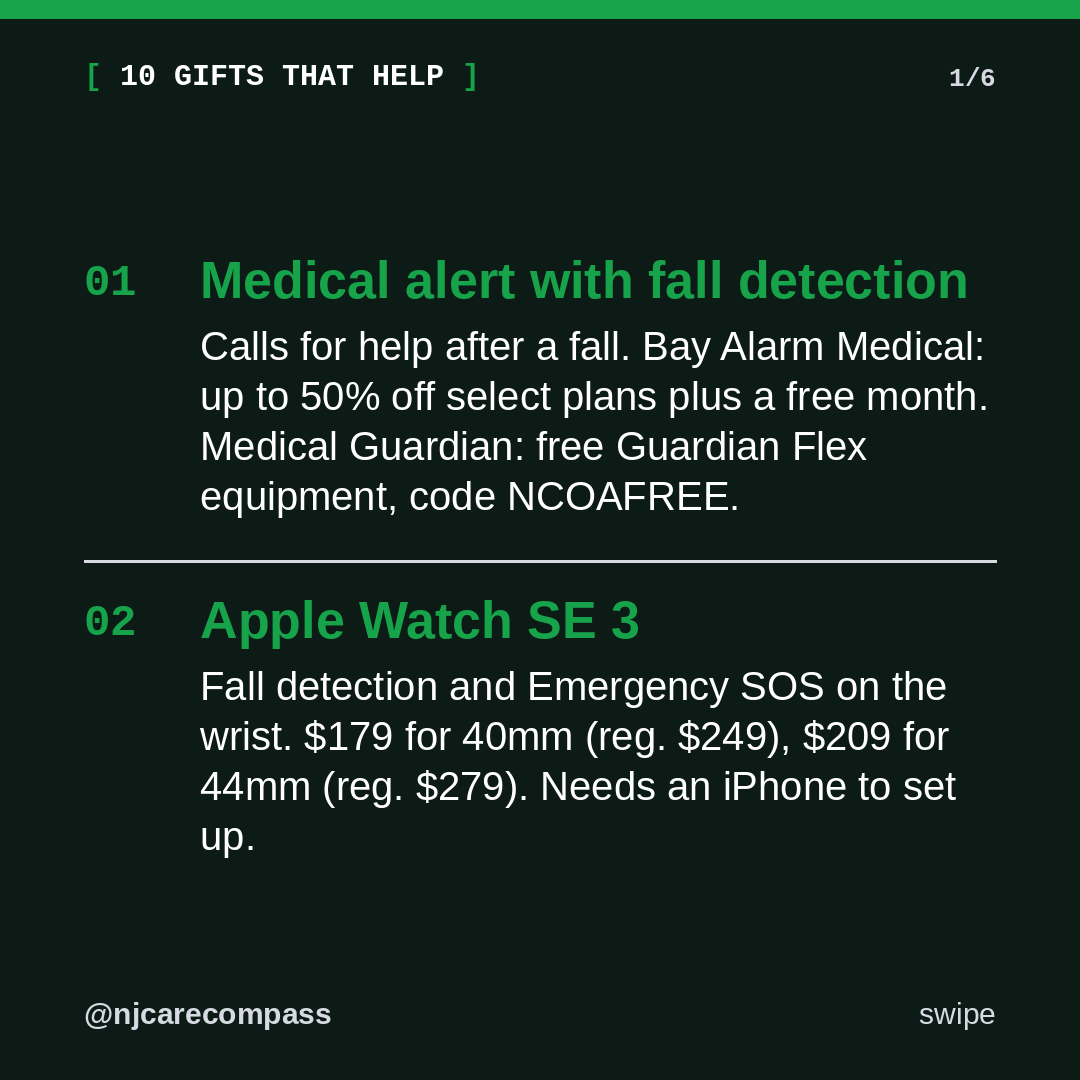 [ 10 GIFTS THAT HELP ]
1/6
01
Medical alert with fall detection
Calls for help after a fall. Bay Alarm Medical:
up to 50% off select plans plus a free month.
Medical Guardian: free Guardian Flex
equipment, code NCOAFREE.
02
Apple Watch SE 3
Fall detection and Emergency SOS on the
wrist. $179 for 40mm (reg. $249), $209 for
44mm (reg. $279). Needs an iPhone to set
up.
@njcarecompass
swipe